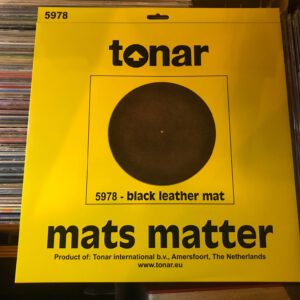 5978
tonar
5978 - black leather mat
mats matter
Product of: Tonar international b.v., Amersfoort, The Netherlands
www.tonar.eu